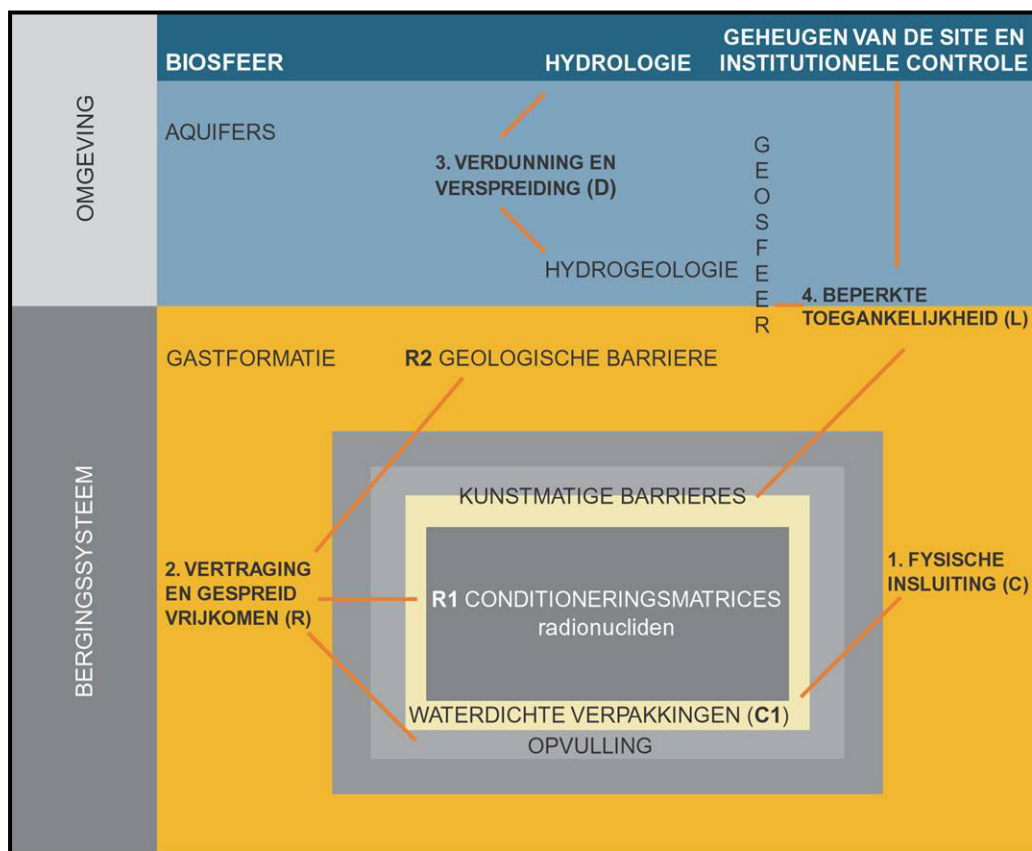 OMGEVING
BIOSFEER
HYDROLOGIE
GEHEUGEN VAN DE SITE EN
INSTITUTIONELE CONTROLE
AQUIFERS
3. VERDUNNING EN
VERSPREIDING (D)
GEOSFEER
HYDROGEOLOGIE
4. BEPERKTE
TOEGANKELIJKHEID (L)
BERGINGSSYSTEEM
GASTFORMATIE
R2 GEOLOGISCHE BARRIERE
KUNSTMATIGE BARRIERES
2. VERTRAGING
EN GESPREID
VRIJKOMEN (R)
R1 CONDITIONERINGSMATRICES
radionucliden
1. FYSISCHE
INSLUITING (C)
WATERDICHTE VERPAKKINGEN (C1)
OPVULLING